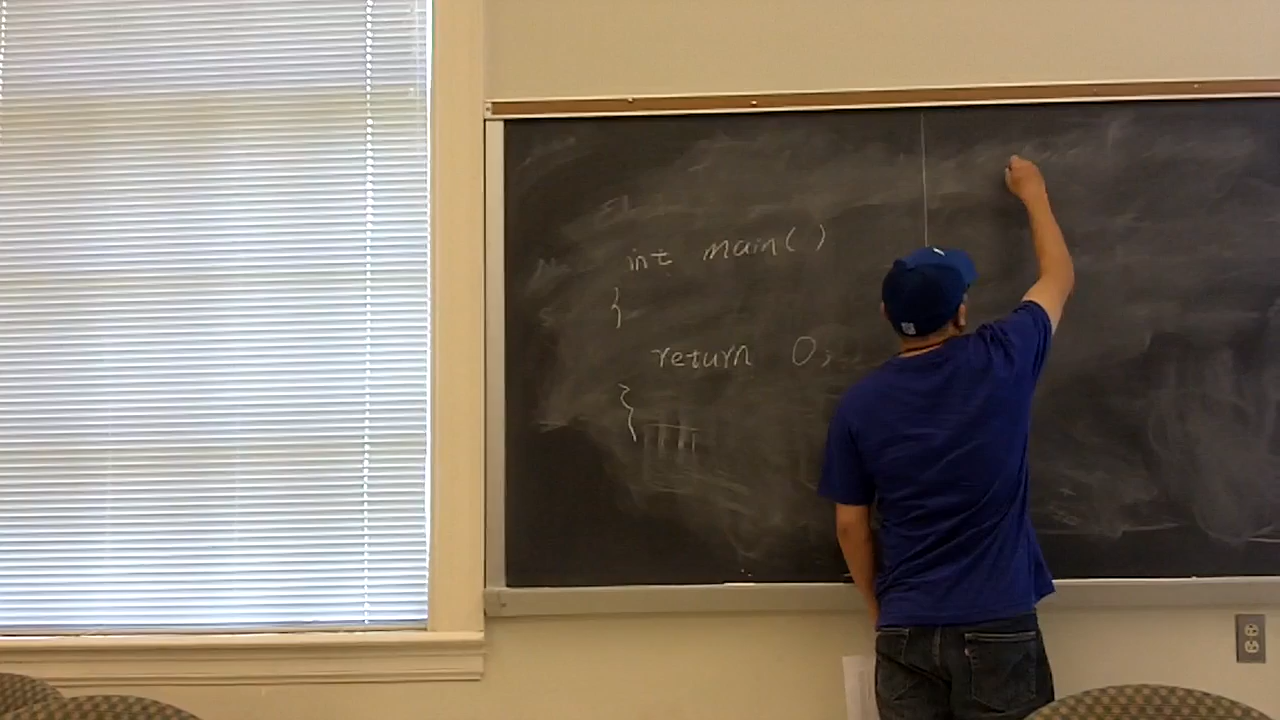 int main()
}
return 0;
}